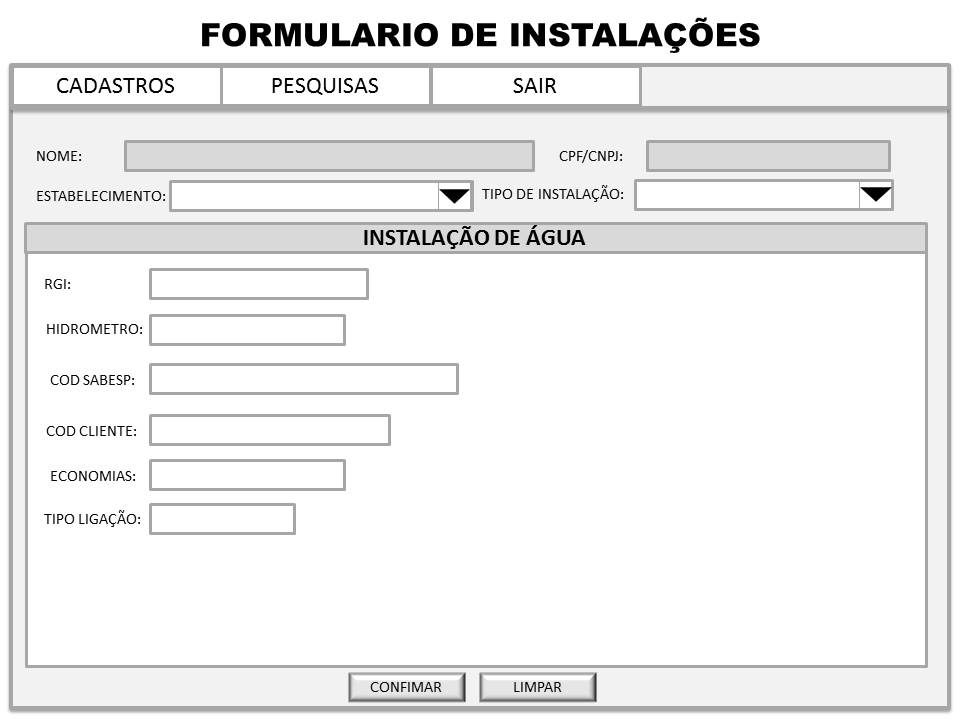 FORMULARIO DE INSTALAÇÕES
CADASTROS PESQUISAS SAIR
NOME: CPF/CNPJ:
ESTABELECIMENTO: TIPO DE INSTALAÇÃO:
INSTALAÇÃO DE ÁGUA
RGI:
HIDROMETRO:
COD SABESP:
COD CLIENTE:
ECONOMIAS:
TIPO LIGAÇÃO:
CONFIMAR LIMPAR